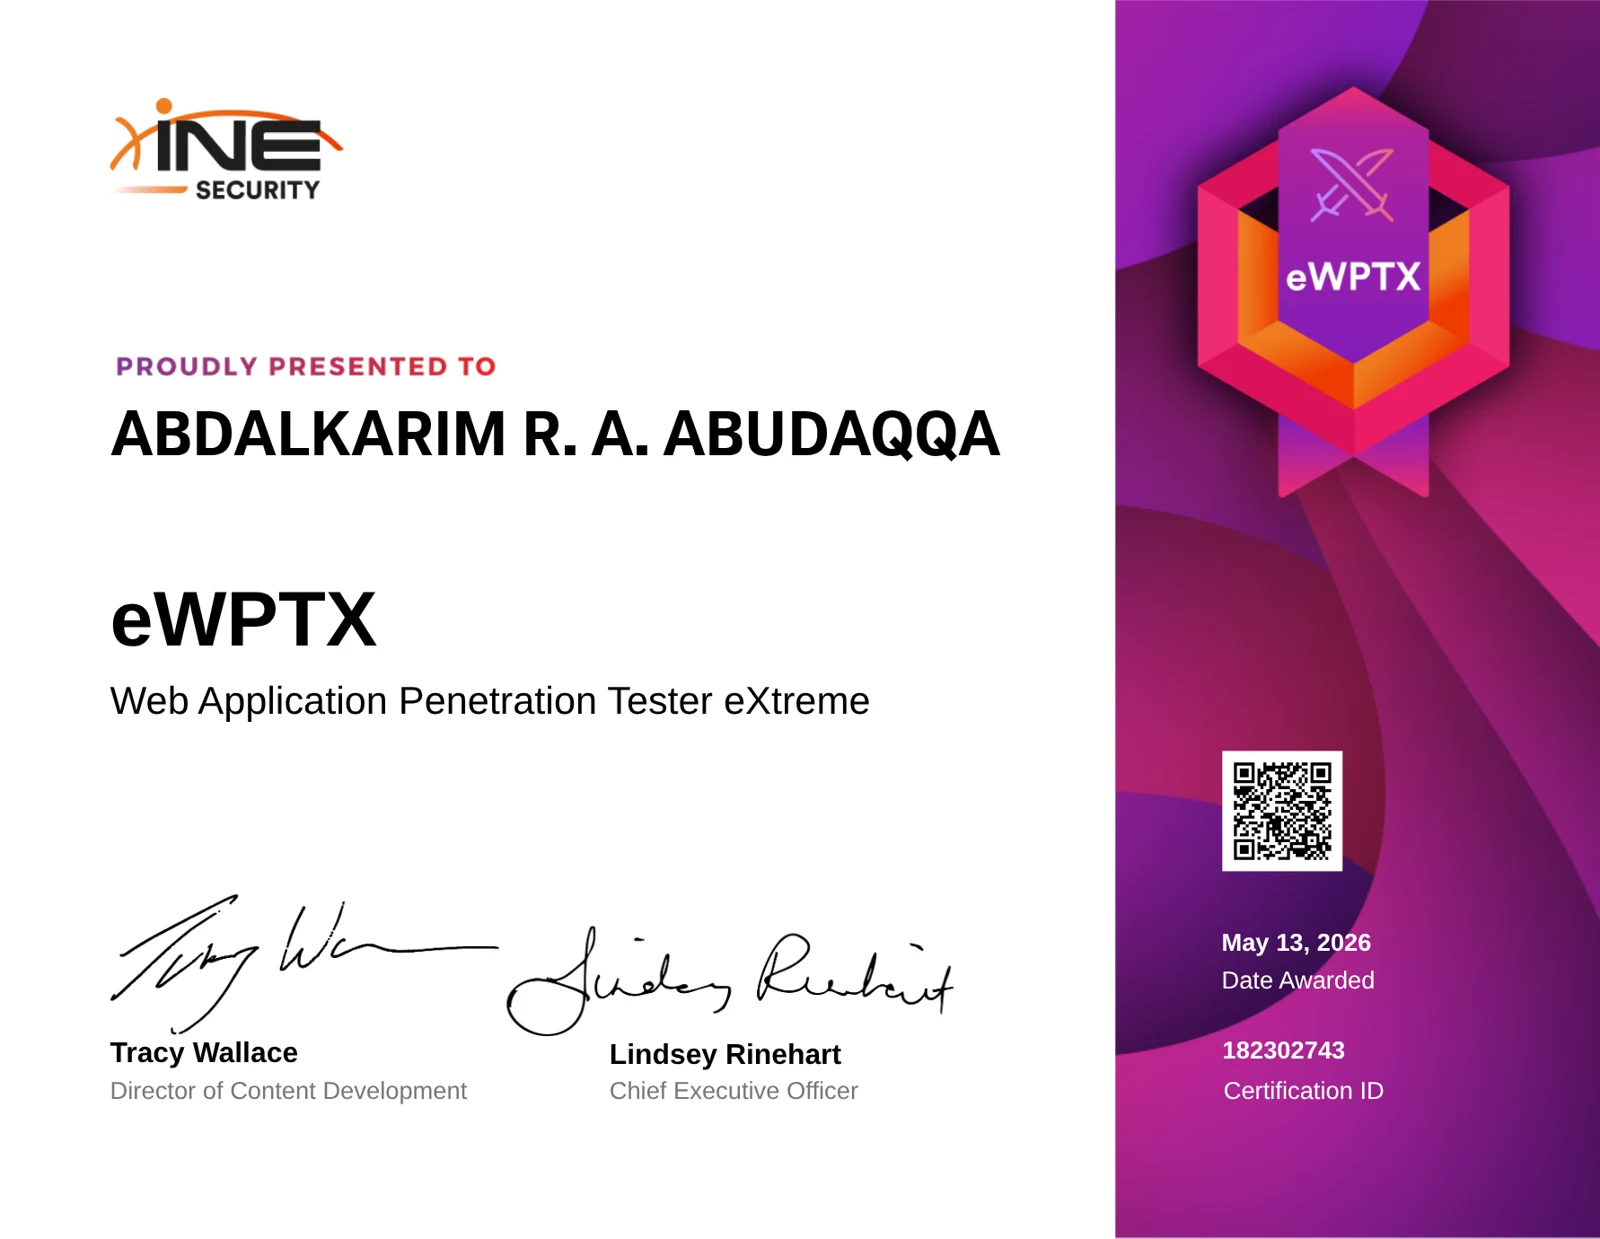 iNE
SECURITY
PROUDLY PRESENTED TO
ABDALKARIM R. A. ABUDAQQA
eWPTX
Web Application Penetration Tester eXtreme
Tracy Wallace
Director of Content Development
Lindsey Rinehart
Chief Executive Officer
eWPTX
May 13, 2026
Date Awarded
182302743
Certification ID